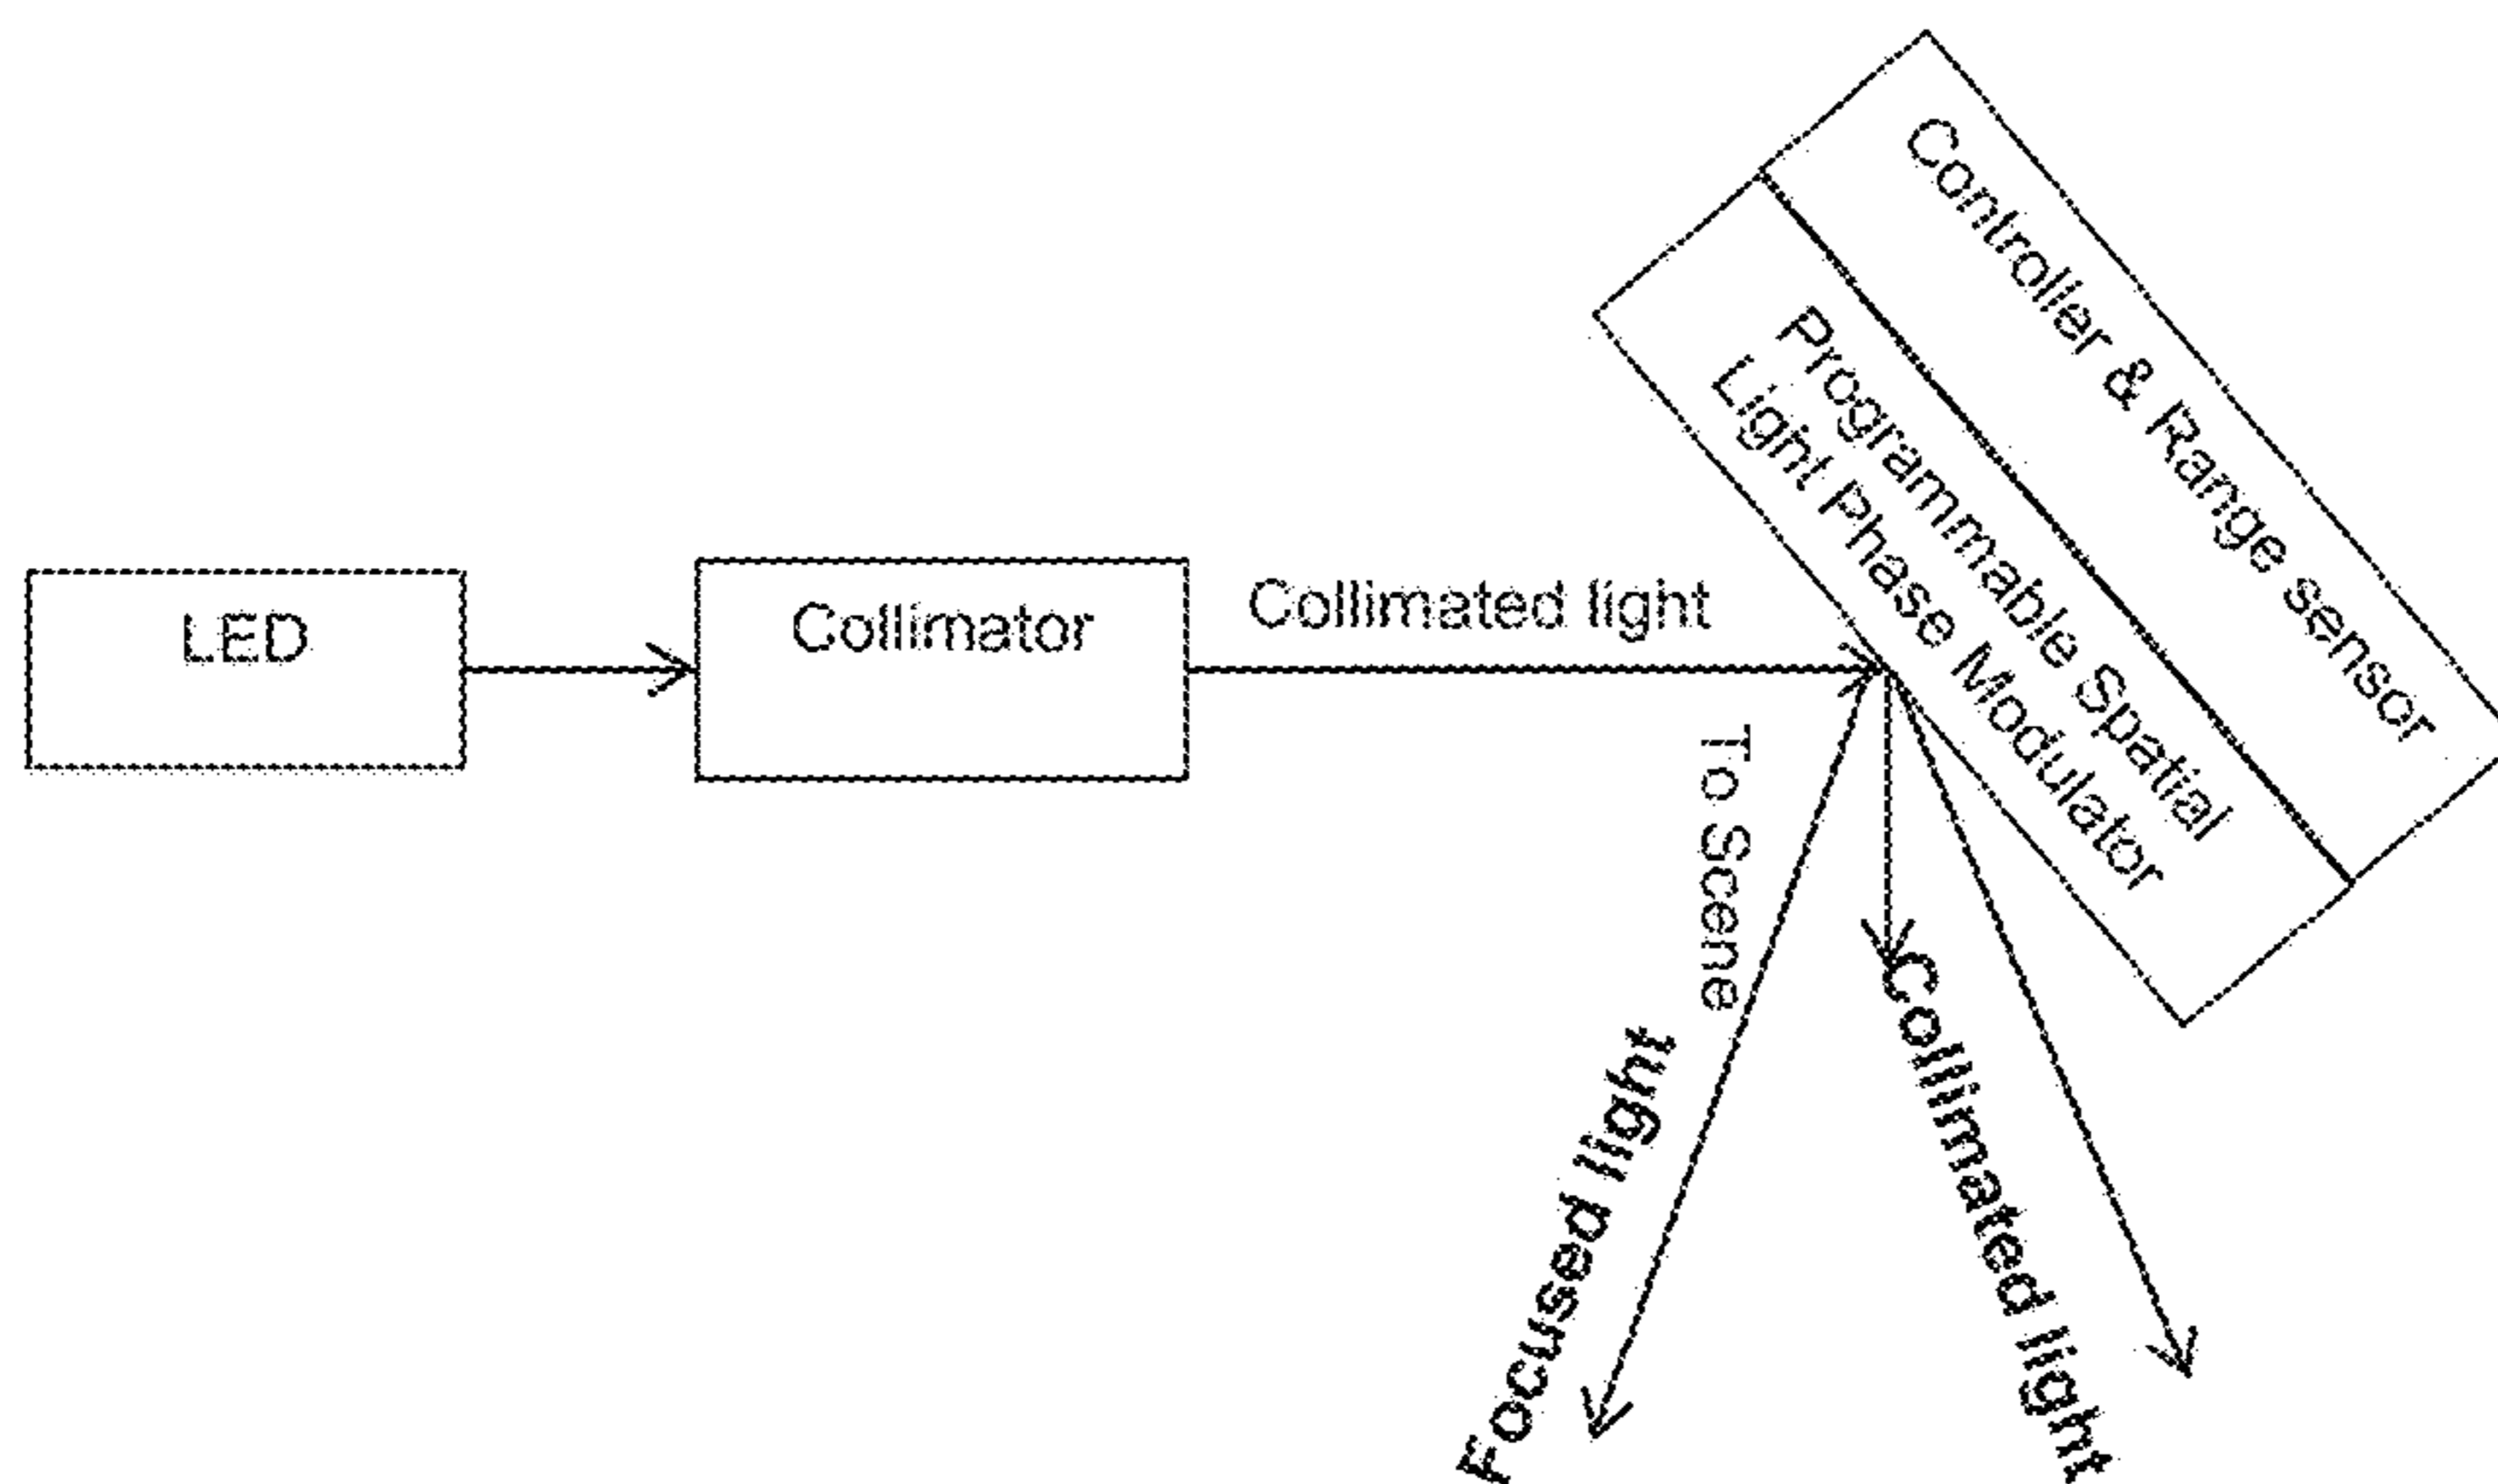 Controller & Range sensor
Programmable Spatial
Light Phase Modulator
LED
Collimator
Collimated light
To Scene
Focused light
Collimated light